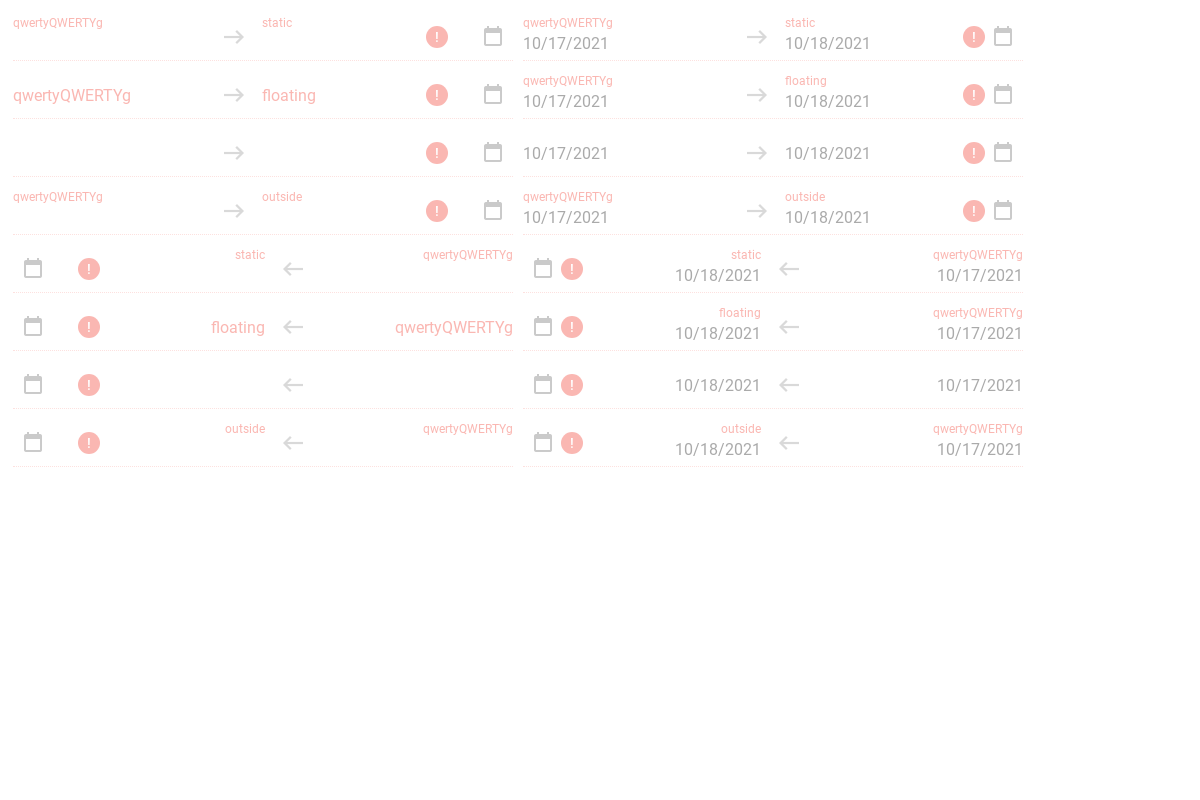 qwertyQWERTYg static qwertyQWERTYg static
10/17/2021 10/18/2021
qwertyQWERTYg floating qwertyQWERTYg floating
10/17/2021 10/18/2021
10/17/2021 10/18/2021
qwertyQWERTYg outside qwertyQWERTYg outside
10/17/2021 10/18/2021
static qwertyQWERTYg static qwertyQWERTYg
10/18/2021 10/17/2021
floating qwertyQWERTYg floating qwertyQWERTYg
10/18/2021 10/17/2021
10/18/2021 10/17/2021
outside qwertyQWERTYg outside qwertyQWERTYg
10/18/2021 10/17/2021